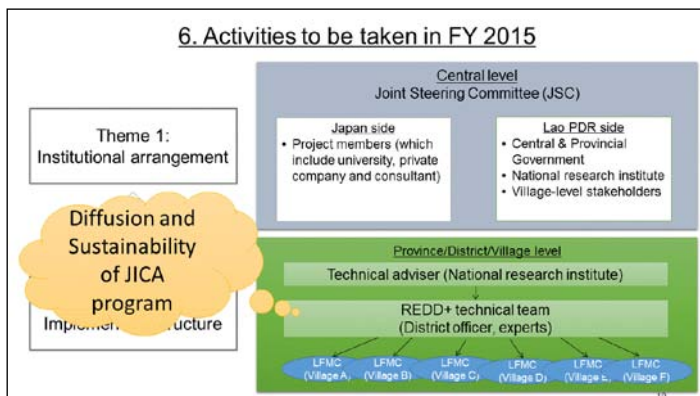 6. Activities to be taken in FY 2015
Central level
Joint Steering Committee (JSC)
Theme 1:
Institutional arrangement
Japan side
• Project members (which
include university, private
company and consultant)
Lao PDR side
• Central & Provincial
Government
• National research institute
• Village-level stakeholders
Diffusion and
Sustainability
of JICA
program
Province/District/Village level
Technical adviser (National research institute)
REDD+ technical team
(District officer, experts)
LFMC
(Village A)
LFMC
(Village B)
LFMC
(Village C)
LFMC
(Village D)
LFMC
(Village E)
LFMC
(Village F)